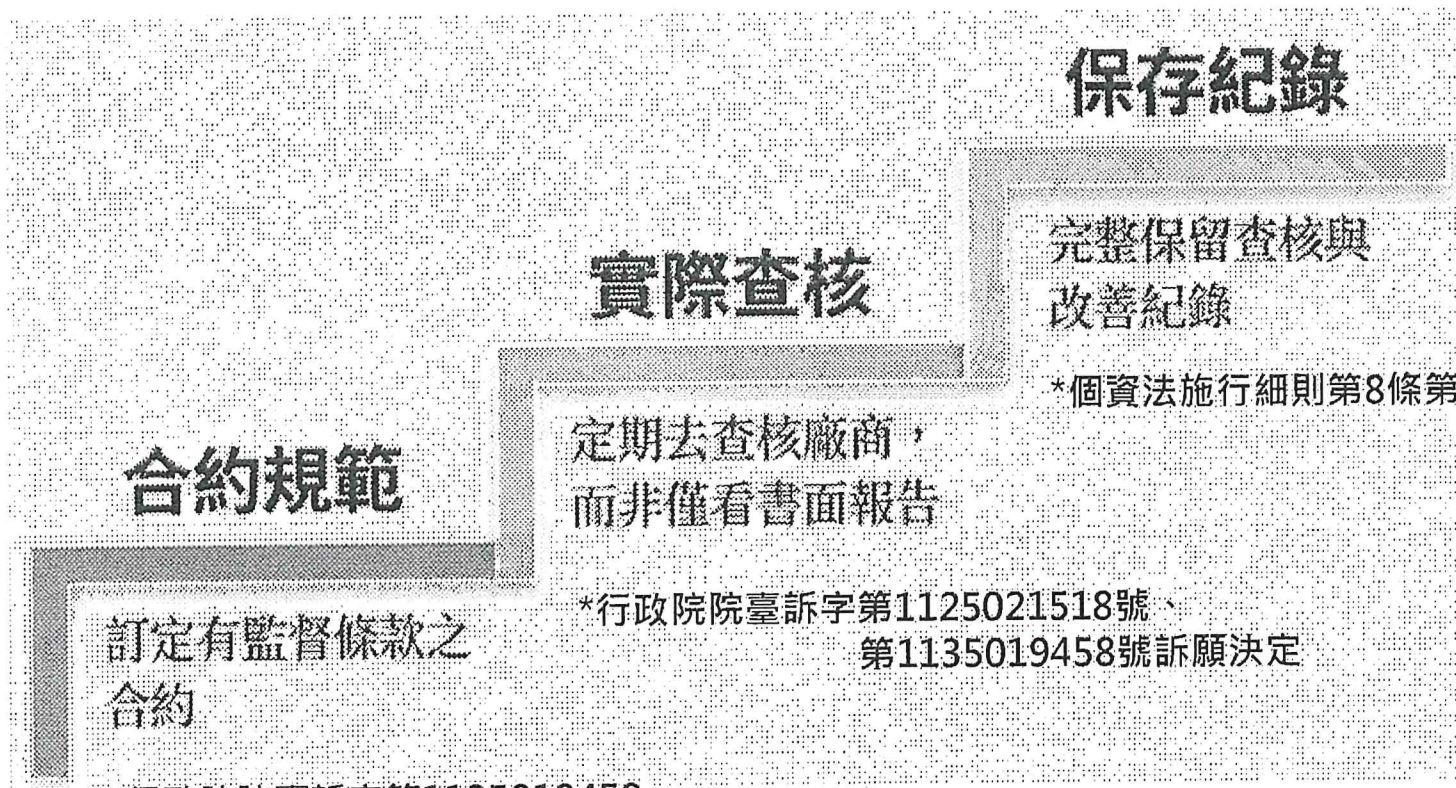 保存紀錄
完整保留查核與
改善紀錄
*個資法施行細則第8條第
實際查核
定期去查核廠商，
而非僅看書面報告
*行政院院臺訴字第1125021518號、
第1135019458號訴願決定
合約規範
訂定有監督條款之
合約